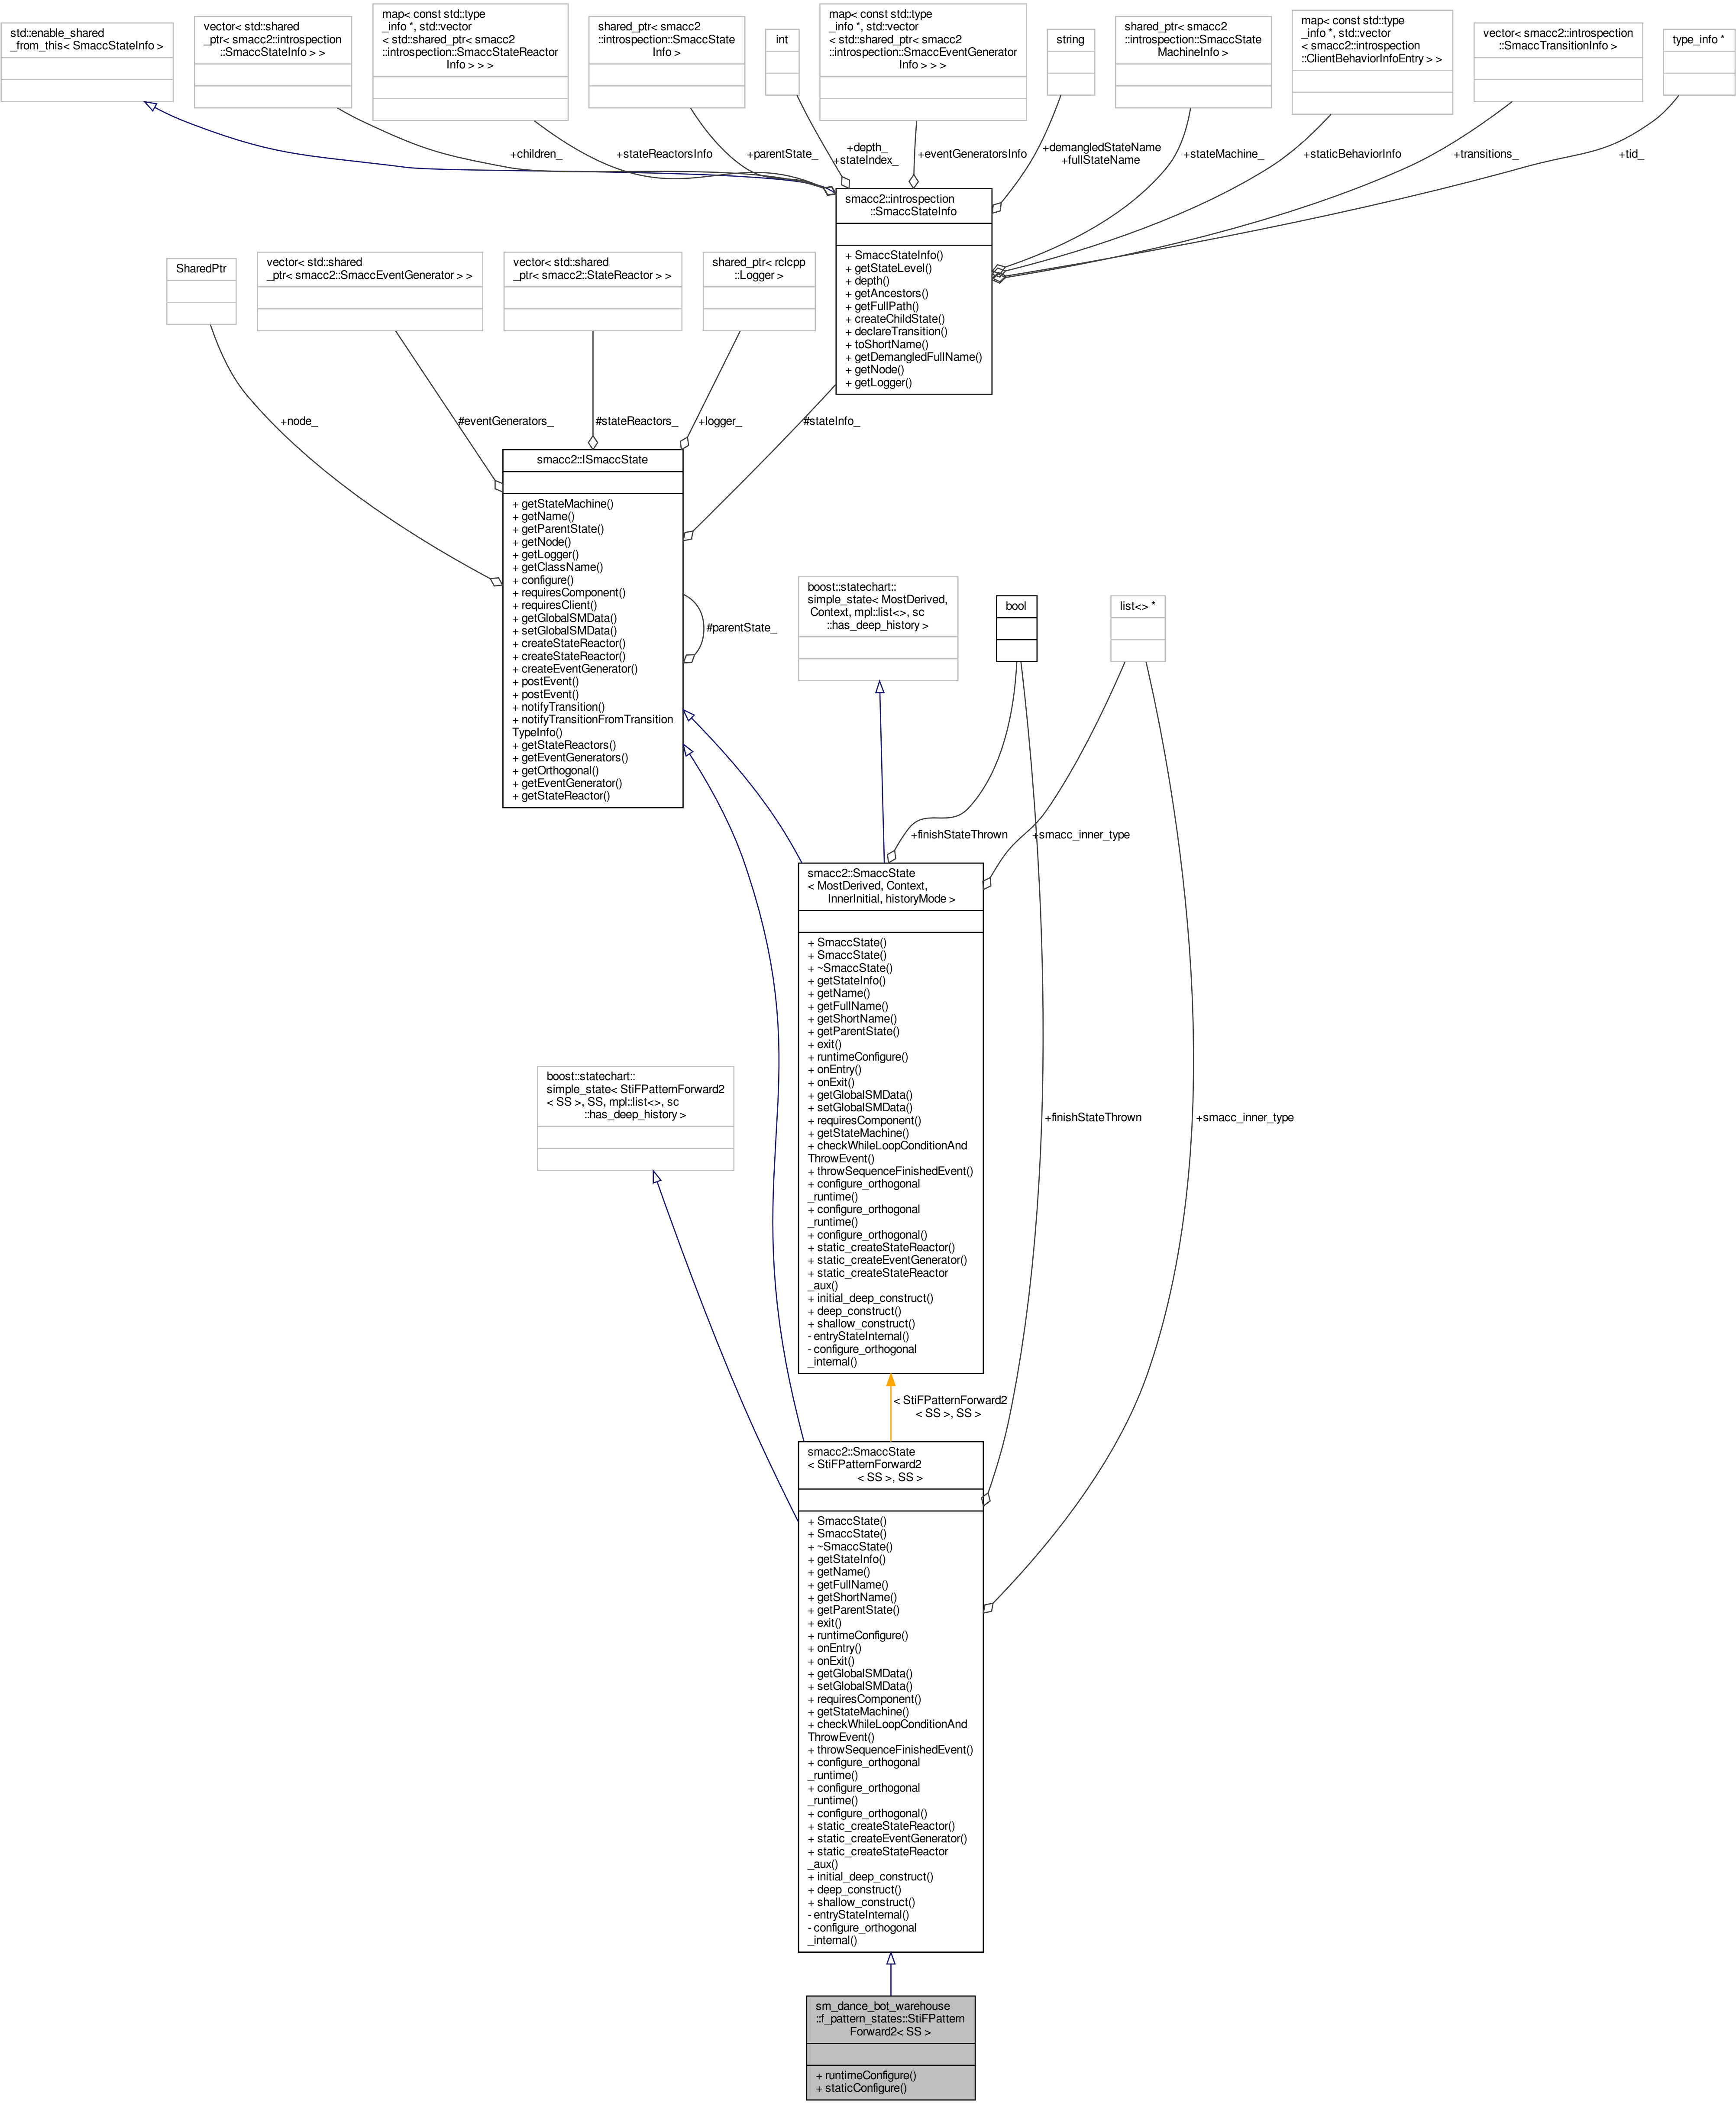 std::enable_shared
_from_this< SmaccStateInfo >
vector< std::shared
_ptr< smacc2::introspection
::SmaccStateInfo > >
map< const std::type
_info *, std::vector
< std::shared_ptr< smacc2
::introspection::SmaccStateReactor
Info > > >
shared_ptr< smacc2
::introspection::SmaccState
Info >
int
map< const std::type
_info *, std::vector
< std::shared_ptr< smacc2
::introspection::SmaccEventGenerator
Info > > >
string
shared_ptr< smacc2
::introspection::SmaccState
MachineInfo >
map< const std::type
_info *, std::vector
< smacc2::introspection
::ClientBehaviorInfoEntry > >
vector< smacc2::introspection
::SmaccTransitionInfo >
type_info *
+children_
+stateReactorsInfo
+parentState_
+depth_
+stateIndex_
+eventGeneratorsInfo
+demangledStateName
+fullStateName
+stateMachine_
+staticBehaviorInfo
+transitions_
+tid_
smacc2::introspection
::SmaccStateInfo
+ SmaccStateInfo()
+ getStateLevel()
+ depth()
+ getAncestors()
+ getFullPath()
+ createChildState()
+ declareTransition()
+ toShortName()
+ getDemangledFullName()
+ getNode()
+ getLogger()
SharedPtr
vector< std::shared
_ptr< smacc2::SmaccEventGenerator > >
vector< std::shared
_ptr< smacc2::StateReactor > >
shared_ptr< rclcpp
::Logger >
+node_
#eventGenerators_
#stateReactors_
+logger_
#stateInfo_
smacc2::ISmaccState
+ getStateMachine()
+ getName()
+ getParentState()
+ getNode()
+ getLogger()
+ getClassName()
+ configure()
+ requiresComponent()
+ requiresClient()
+ getGlobalSMData()
+ setGlobalSMData()
+ createStateReactor()
+ createStateReactor()
+ createEventGenerator()
+ postEvent()
+ postEvent()
+ notifyTransition()
+ notifyTransitionFromTransition
TypeInfo()
+ getStateReactors()
+ getEventGenerators()
+ getOrthogonal()
+ getEventGenerator()
+ getStateReactor()
#parentState_
boost::statechart::
simple_state< MostDerived,
Context, mpl::list<>, sc
::has_deep_history >
bool
list<> *
+finishStateThrown
+smacc_inner_type
smacc2::SmaccState
< MostDerived, Context,
InnerInitial, historyMode >
+ SmaccState()
+ SmaccState()
+ ~SmaccState()
+ getStateInfo()
+ getName()
+ getFullName()
+ getShortName()
+ getParentState()
+ exit()
+ runtimeConfigure()
+ onEntry()
+ onExit()
+ getGlobalSMData()
+ setGlobalSMData()
+ requiresComponent()
+ getStateMachine()
+ checkWhileLoopConditionAnd
ThrowEvent()
+ throwSequenceFinishedEvent()
+ configure_orthogonal
_runtime()
+ configure_orthogonal
_runtime()
+ configure_orthogonal()
+ static_createStateReactor()
+ static_createEventGenerator()
+ static_createStateReactor
_aux()
+ initial_deep_construct()
+ deep_construct()
+ shallow_construct()
- entryStateInternal()
- configure_orthogonal
_internal()
boost::statechart::
simple_state< StiFPatternForward2
< SS >, SS, mpl::list<>, sc
::has_deep_history >
+finishStateThrown
+smacc_inner_type
< StiFPatternForward2
< SS >, SS >
smacc2::SmaccState
< StiFPatternForward2
< SS >, SS >
+ SmaccState()
+ SmaccState()
+ ~SmaccState()
+ getStateInfo()
+ getName()
+ getFullName()
+ getShortName()
+ getParentState()
+ exit()
+ runtimeConfigure()
+ onEntry()
+ onExit()
+ getGlobalSMData()
+ setGlobalSMData()
+ requiresComponent()
+ getStateMachine()
+ checkWhileLoopConditionAnd
ThrowEvent()
+ throwSequenceFinishedEvent()
+ configure_orthogonal
_runtime()
+ configure_orthogonal
_runtime()
+ configure_orthogonal()
+ static_createStateReactor()
+ static_createEventGenerator()
+ static_createStateReactor
_aux()
+ initial_deep_construct()
+ deep_construct()
+ shallow_construct()
- entryStateInternal()
- configure_orthogonal
_internal()
sm_dance_bot_warehouse
::f_pattern_states::StiFPattern
Forward2< SS >
+ runtimeConfigure()
+ staticConfigure()